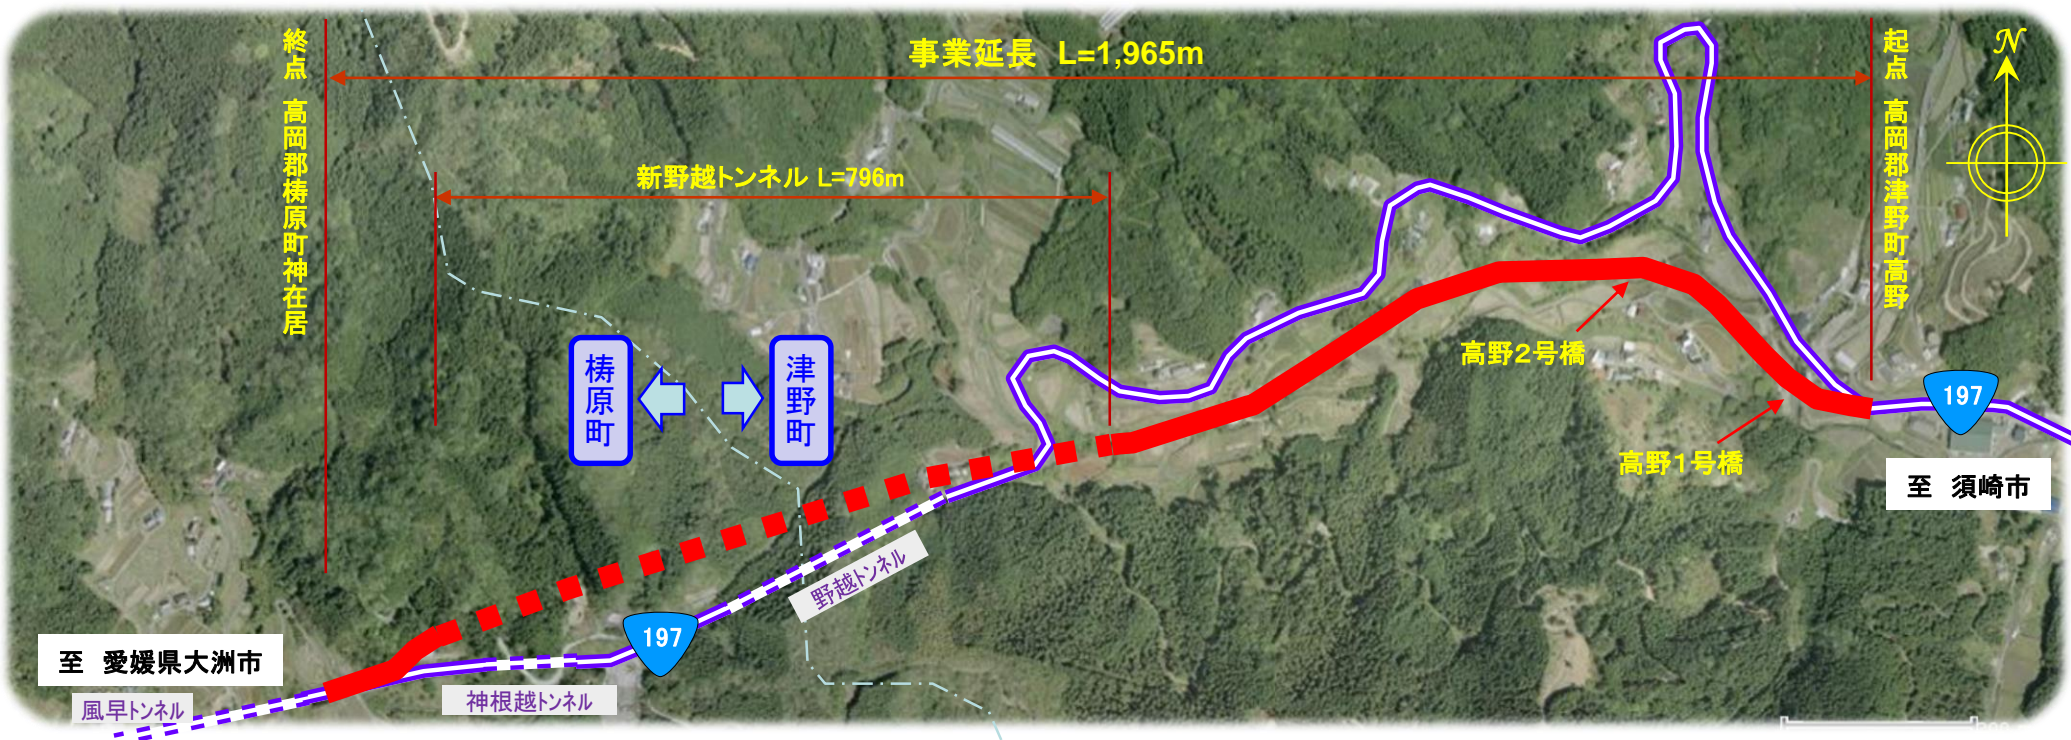 事業延長 L=1,965m
終点 高岡郡梼原町神在居
起点 高岡郡津野町高野
N
新野越トンネル L=796m
梼原町
津野町
高野2号橋
高野1号橋
197
至 須崎市
野越トンネル
197
至 愛媛県大洲市
神根越トンネル
風早トンネル